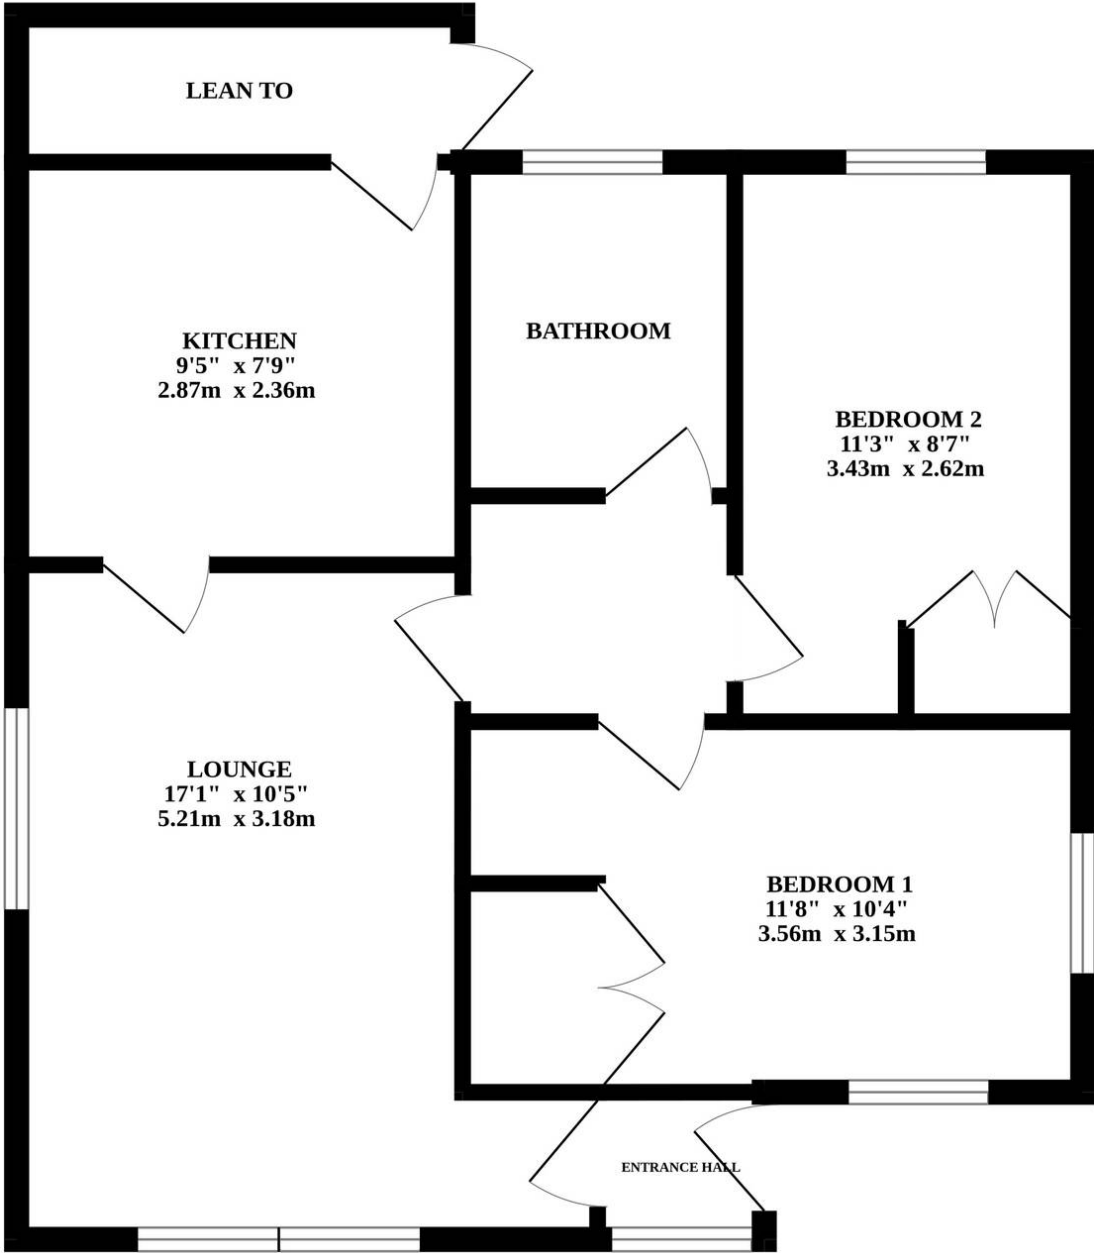 LEAN TO
KITCHEN
9'5" x 7'9"
2.87m x 2.36m
BATHROOM
BEDROOM 2
11'3" x 8'7"
3.43m x 2.62m
LOUNGE
17'1" x 10'5"
5.21m x 3.18m
BEDROOM 1
11'8" x 10'4"
3.56m x 3.15m
ENTRANCE HALL